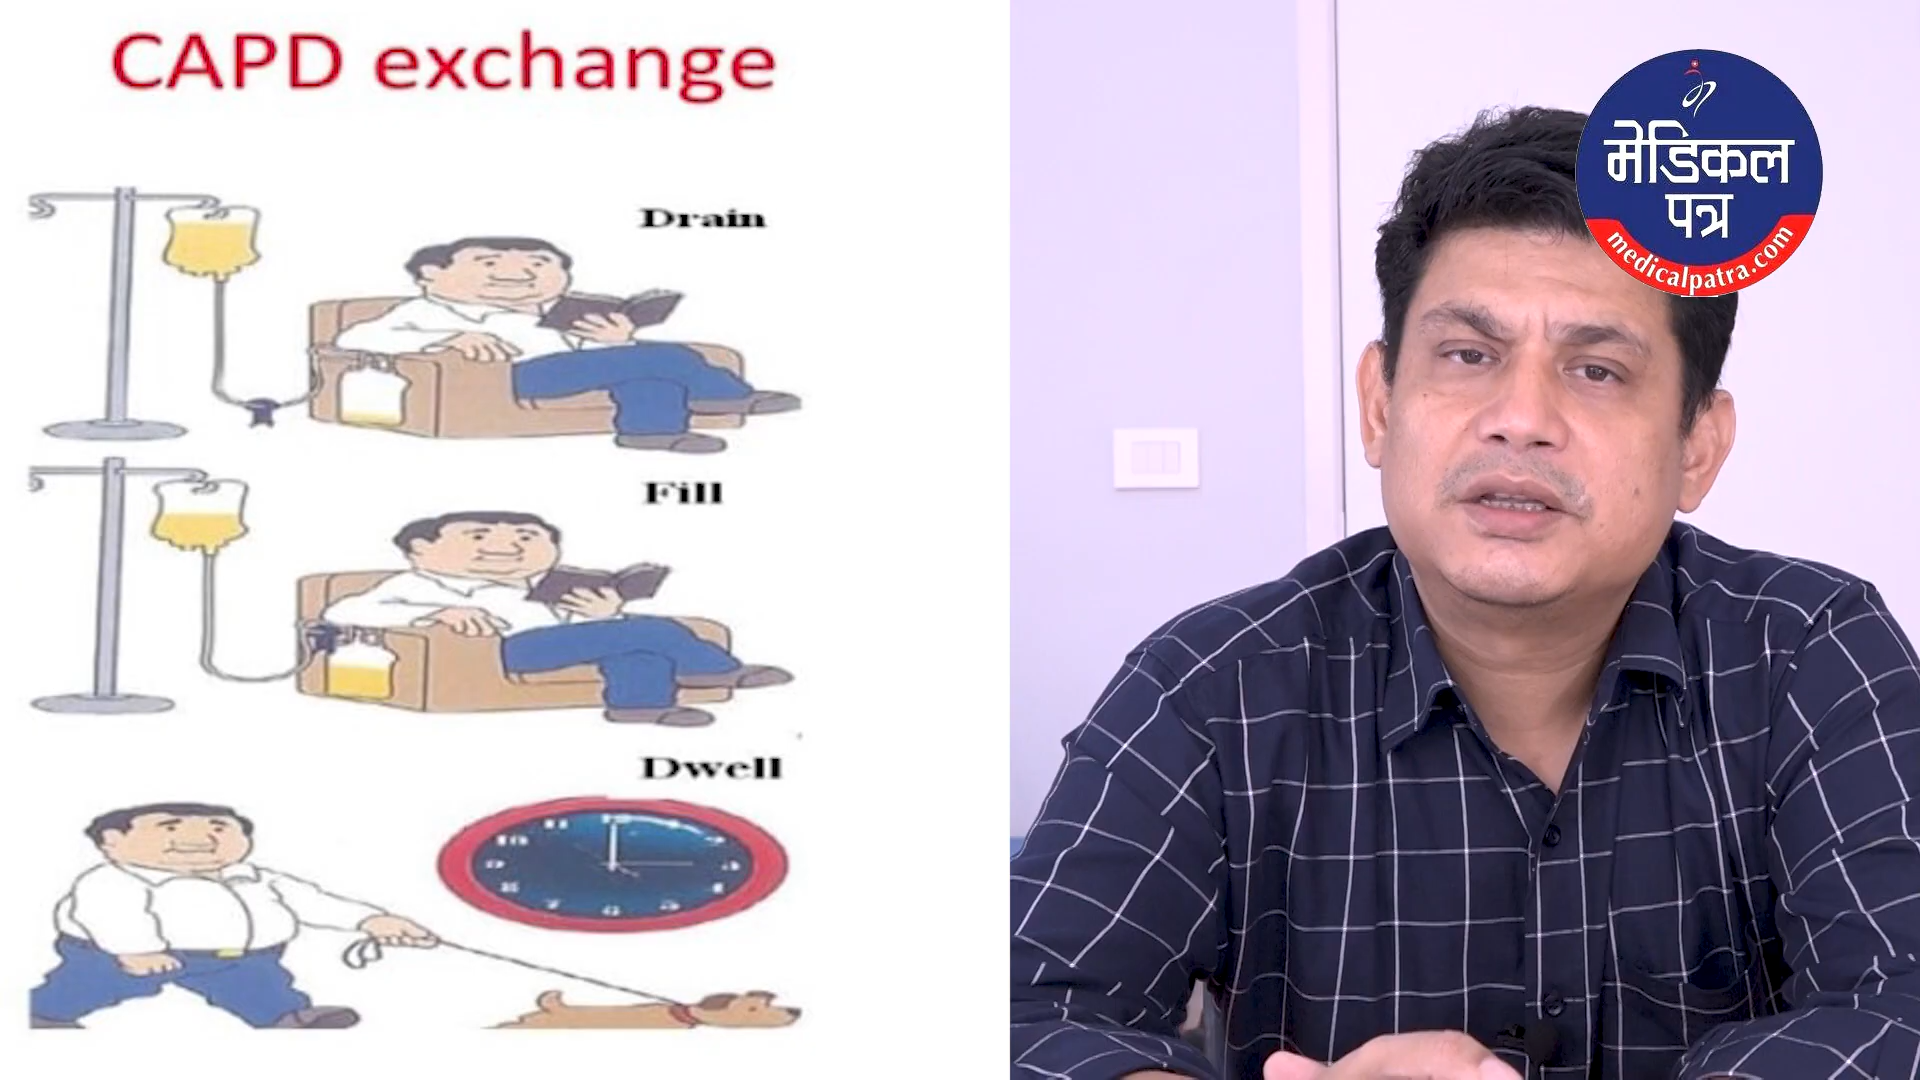 CAPD exchange
Drain
Fill
Dwell
मेडिकल
पत्र
medicalpatra.com